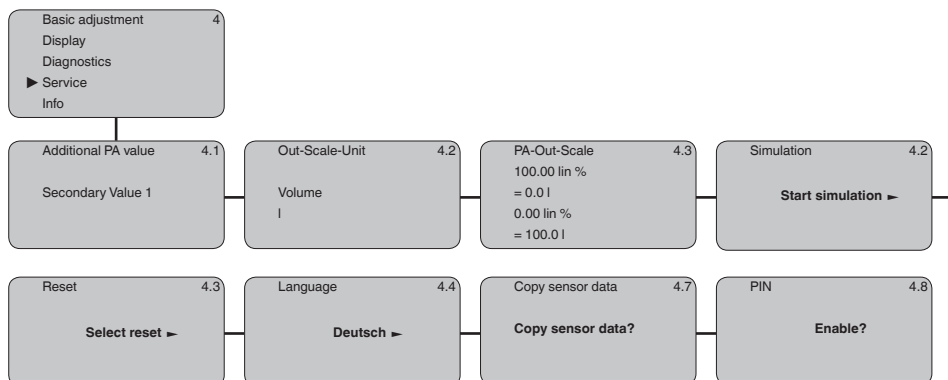 Basic adjustment 4
Display
Diagnostics
▶ Service
Info
Additional PA value 4.1
Secondary Value 1
Out-Scale-Unit 4.2
Volume
l
PA-Out-Scale 4.3
100.00 lin %
= 0.0 l
0.00 lin %
= 100.0 l
Simulation 4.2
Start simulation ►
Reset 4.3
Select reset ►
Language 4.4
Deutsch ►
Copy sensor data 4.7
Copy sensor data?
PIN 4.8
Enable?